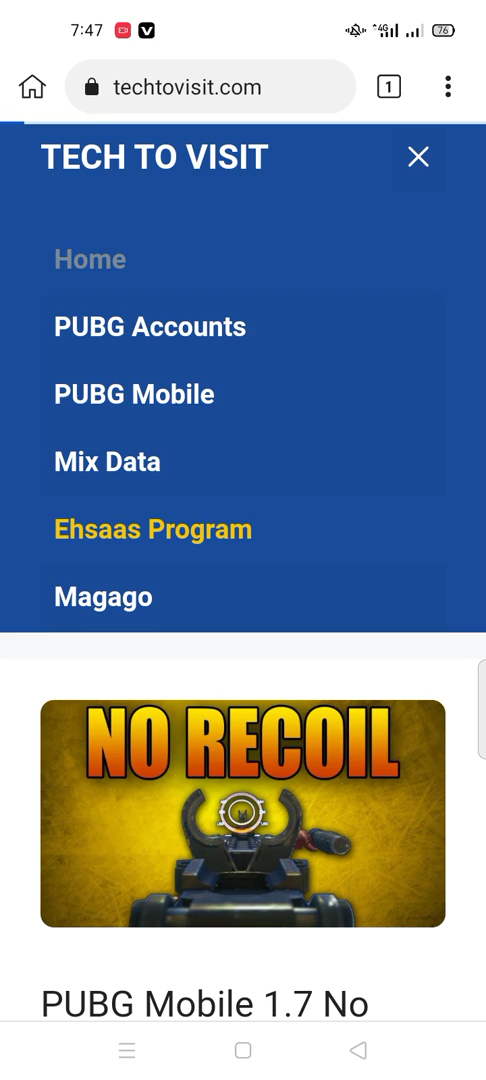 7:47
4G
76
techtovisit.com
1
TECH TO VISIT
Home
PUBG Accounts
PUBG Mobile
Mix Data
Ehsaas Program
Magago
NO RECOIL
PUBG Mobile 1.7 No